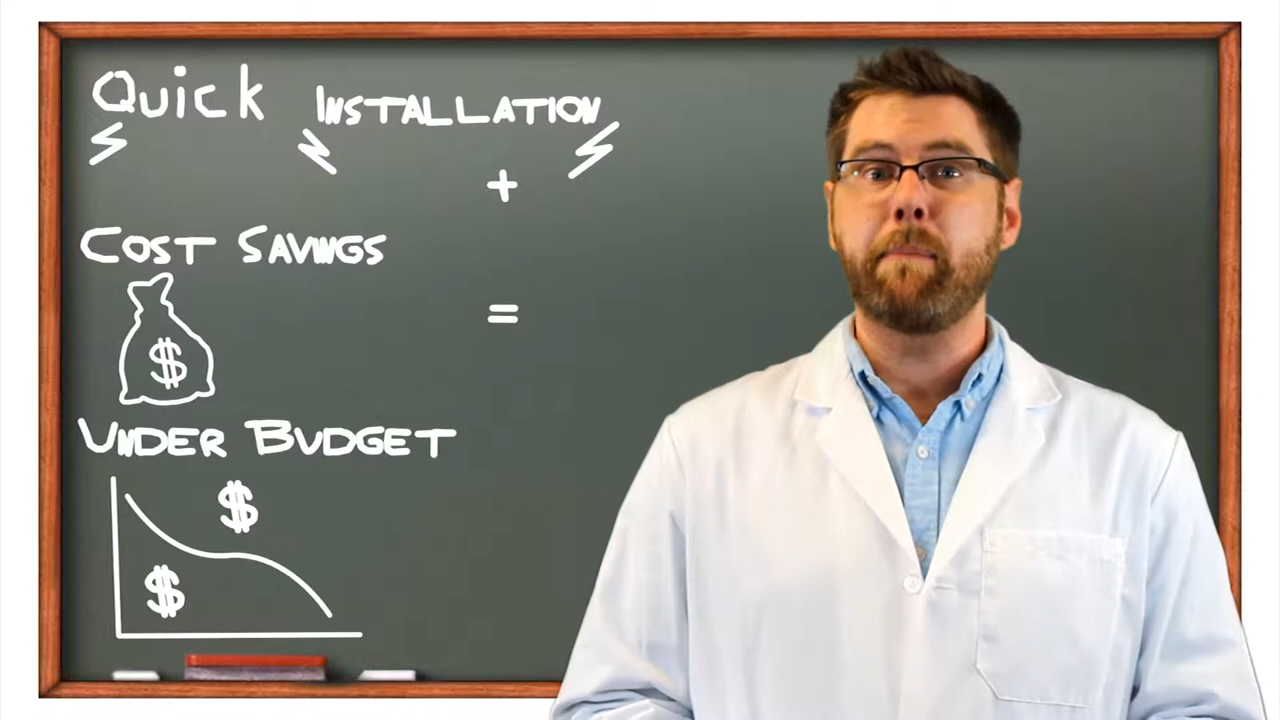 Quick Installation
+
Cost Savings
=
$
Under Budget
$
$